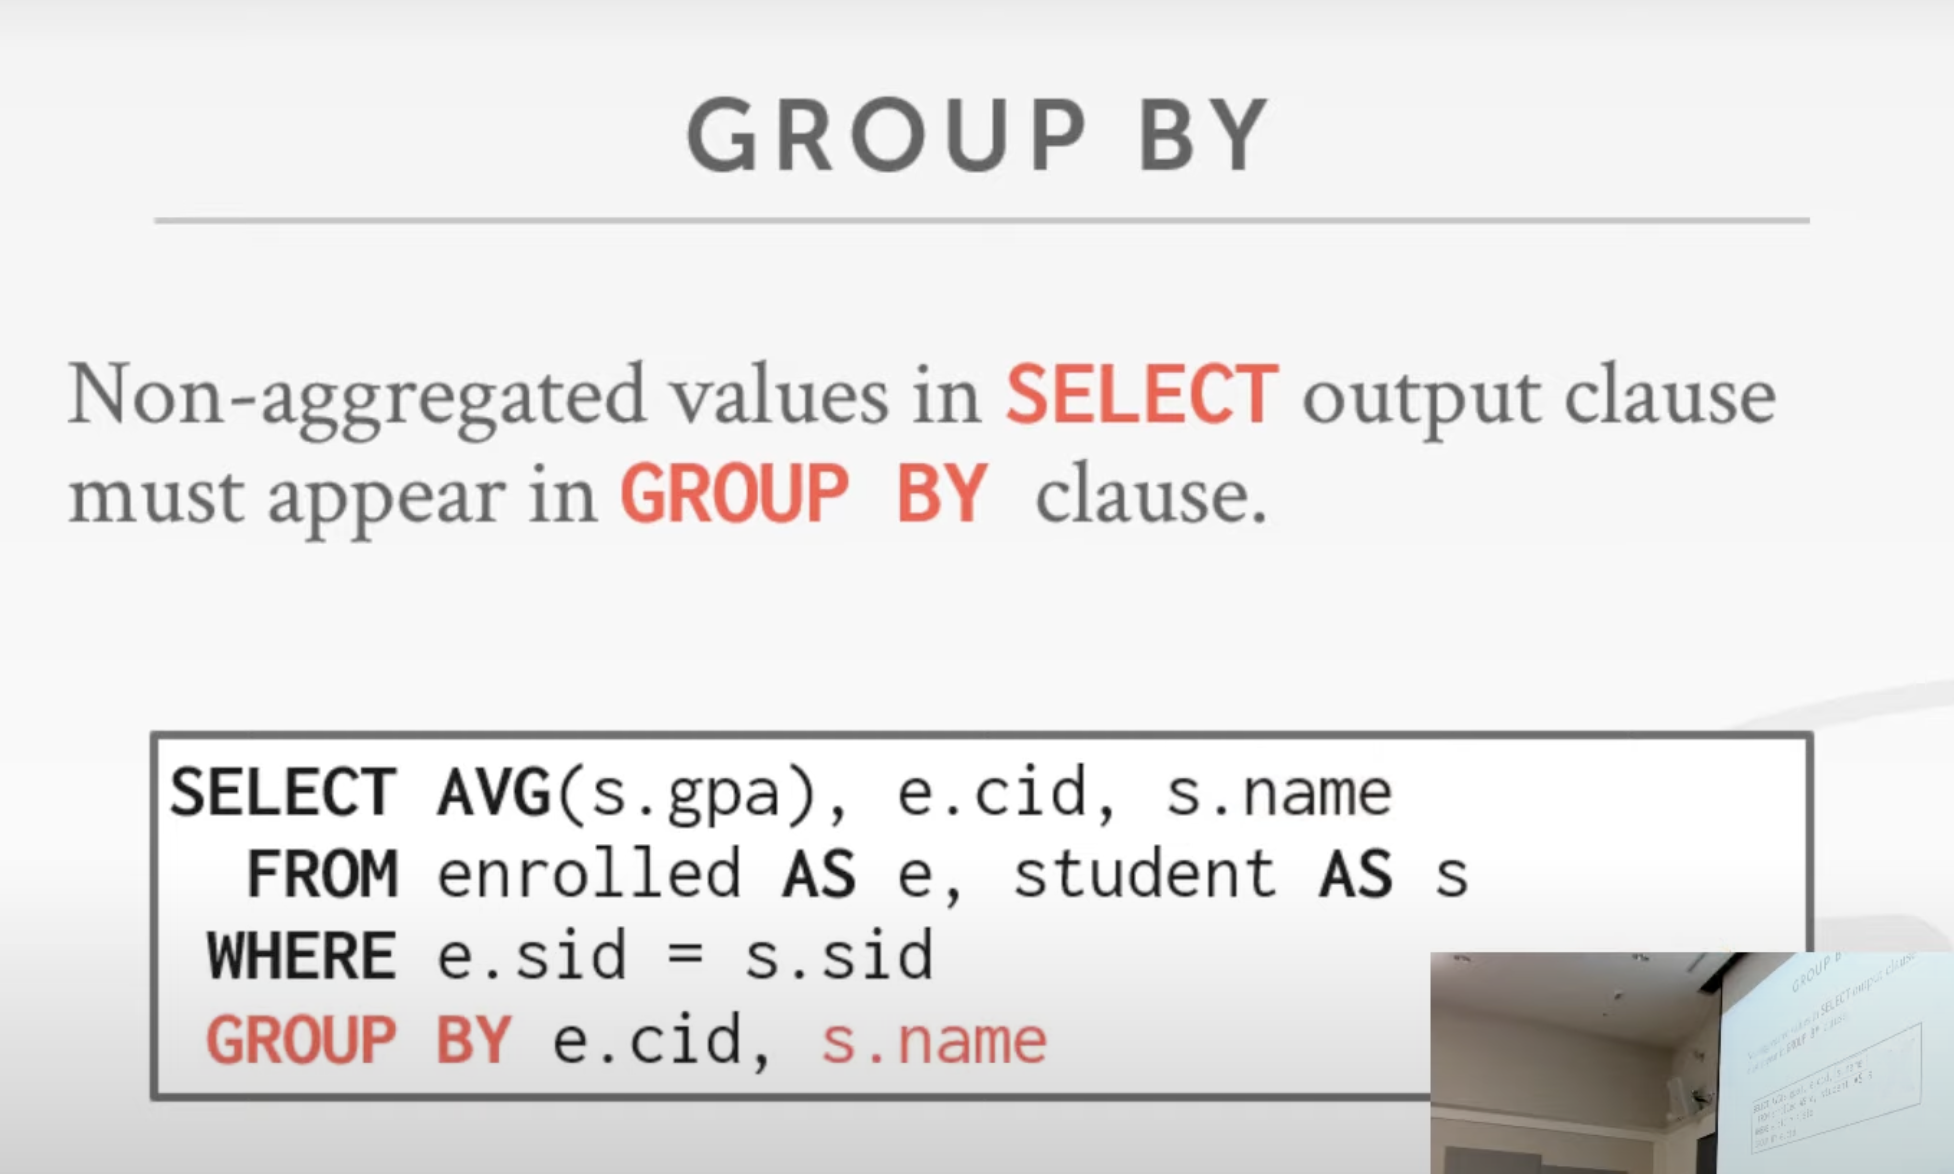 GROUP BY
Non-aggregated values in SELECT output clause
must appear in GROUP BY clause.
SELECT AVG(s.gpa), e.cid, s.name
FROM enrolled AS e, student AS s
WHERE e.sid = s.sid
GROUP BY e.cid, s.name
GROUP B